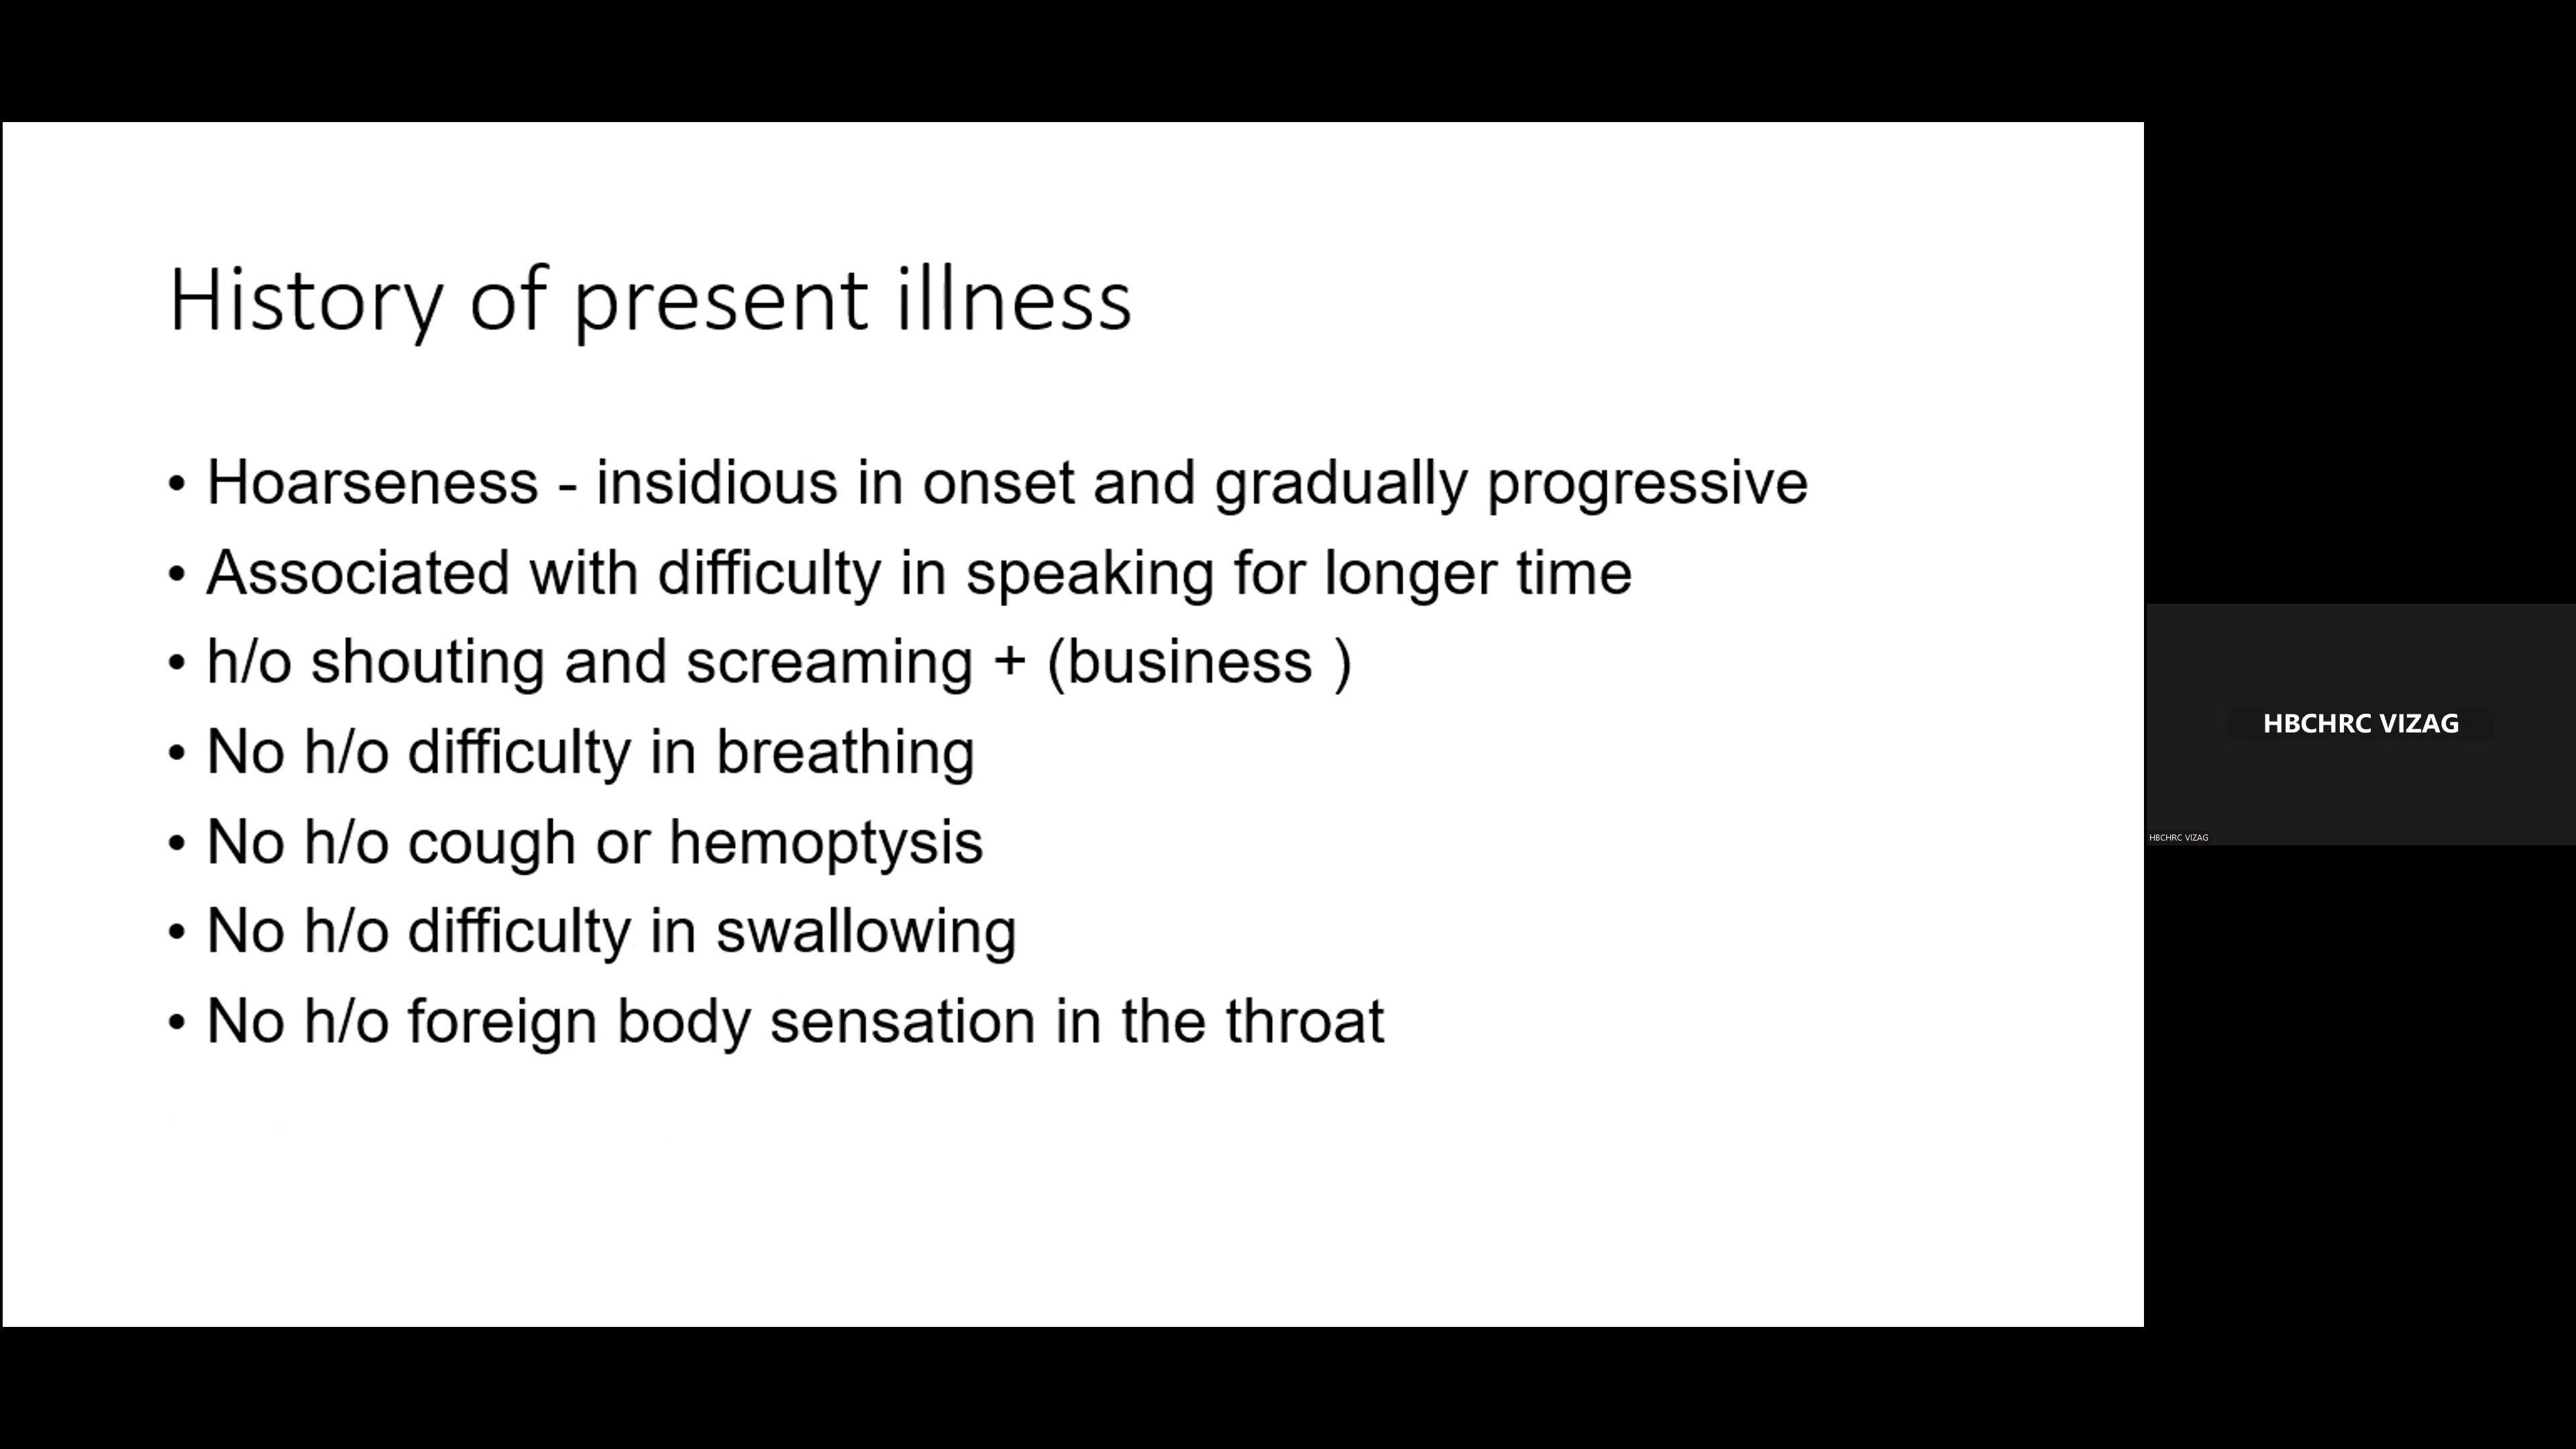 History of present illness
• Hoarseness - insidious in onset and gradually progressive
• Associated with difficulty in speaking for longer time
• h/o shouting and screaming + (business )
• No h/o difficulty in breathing
• No h/o cough or hemoptysis
• No h/o difficulty in swallowing
• No h/o foreign body sensation in the throat
HBCHRC VIZAG
HBCHRC VIZAG